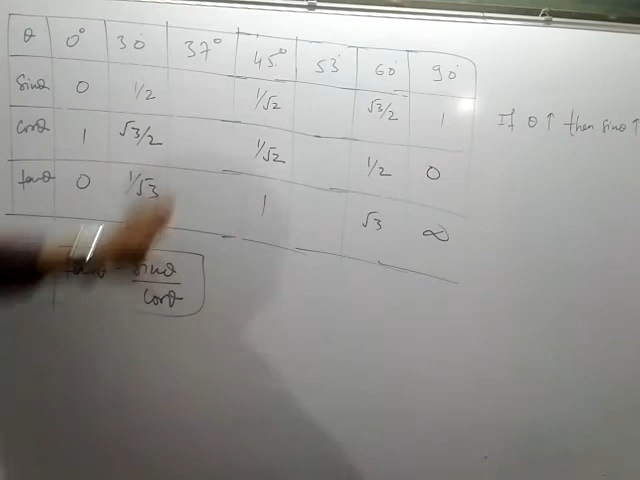 θ 0° 30° 37° 45° 53° 60° 90°
sinθ 0 1/2 1/√2 √3/2 1
cosθ 1 √3/2 1/√2 1/2 0
tanθ 0 1/√3 1 √3 ∞
If θ ↑ then sinθ ↑
sinθ
cosθ